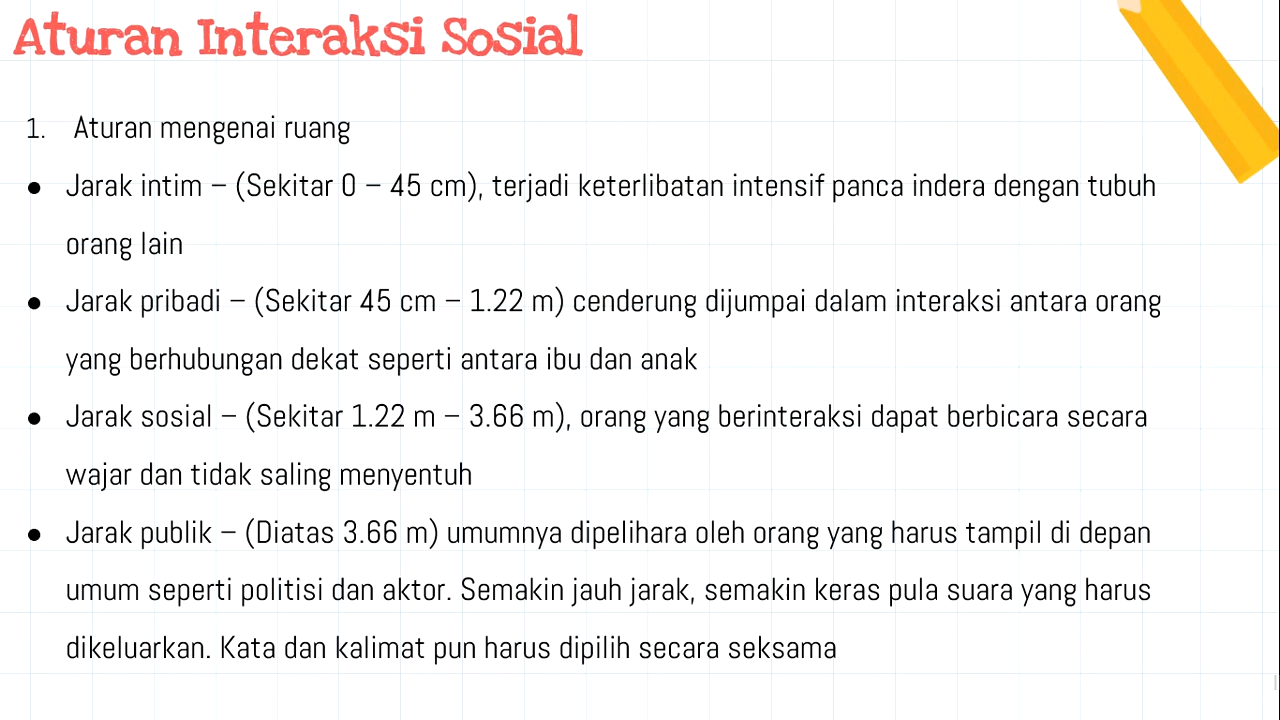 Aturan Interaksi Sosial
1. Aturan mengenai ruang
● Jarak intim – (Sekitar 0 – 45 cm), terjadi keterlibatan intensif panca indera dengan tubuh
orang lain
● Jarak pribadi – (Sekitar 45 cm – 1.22 m) cenderung dijumpai dalam interaksi antara orang
yang berhubungan dekat seperti antara ibu dan anak
● Jarak sosial – (Sekitar 1.22 m – 3.66 m), orang yang berinteraksi dapat berbicara secara
wajar dan tidak saling menyentuh
● Jarak publik – (Diatas 3.66 m) umumnya dipelihara oleh orang yang harus tampil di depan
umum seperti politisi dan aktor. Semakin jauh jarak, semakin keras pula suara yang harus
dikeluarkan. Kata dan kalimat pun harus dipilih secara seksama